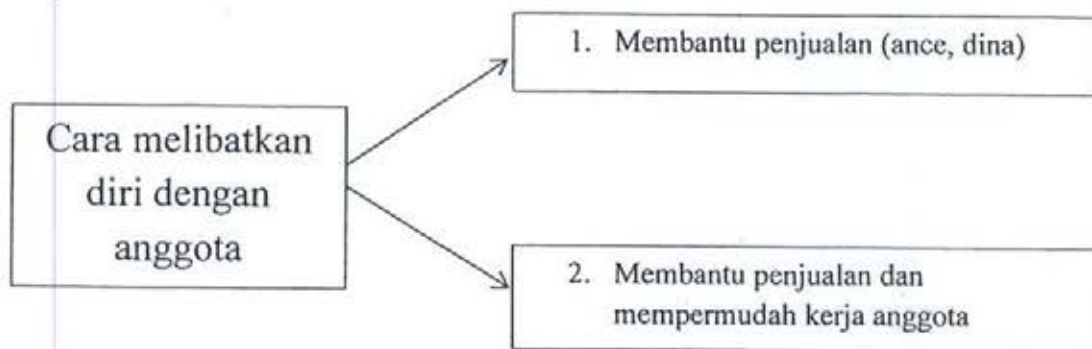 Cara melibatkan
diri dengan
anggota
1. Membantu penjualan (ance, dina)
2. Membantu penjualan dan
mempermudah kerja anggota